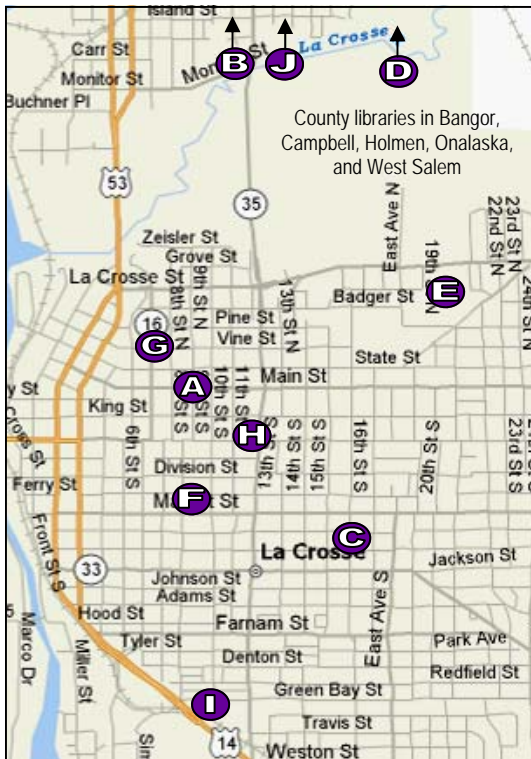 Island St
La Crosse
Carr St
Monitor St
B
J
D
Buchner Pl
County libraries in Bangor,
Campbell, Holmen, Onalaska,
and West Salem
53
35
East Ave N
22nd St N
23rd St N
Zeisler St
Grove St
La Crosse St
8th St N
9th St N
13th St N
19th
N
E
Badger St
24th
16
Pine St
Vine St
G
State St
A
Main St
King St
10th St S
11th St S
H
Cross St
6th St S
Division St
13th St S
14th St S
15th St S
16th St S
20th St S
23rd St S
Ferry St
F
C
La Crosse
Front St S
33
Johnson St
Adams St
Jackson St
Hood St
Farnam St
East Ave S
Marco Dr
Miller St
Tyler St
Denton St
Park Ave
Redfield St
Green Bay St
I
Travis St
14
Weston St